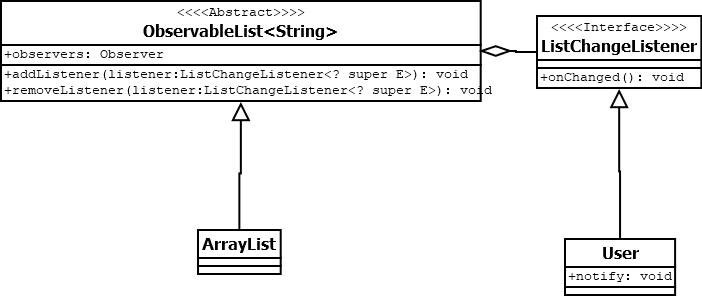 <<<<Abstract>>>>
ObservableList<String>
+observers: Observer
+addListener(listener:ListChangeListener<? super E>): void
+removeListener(listener:ListChangeListener<? super E>): void
<<<<Interface>>>>
ListChangeListener
+onChanged(): void
ArrayList
User
+notify: void